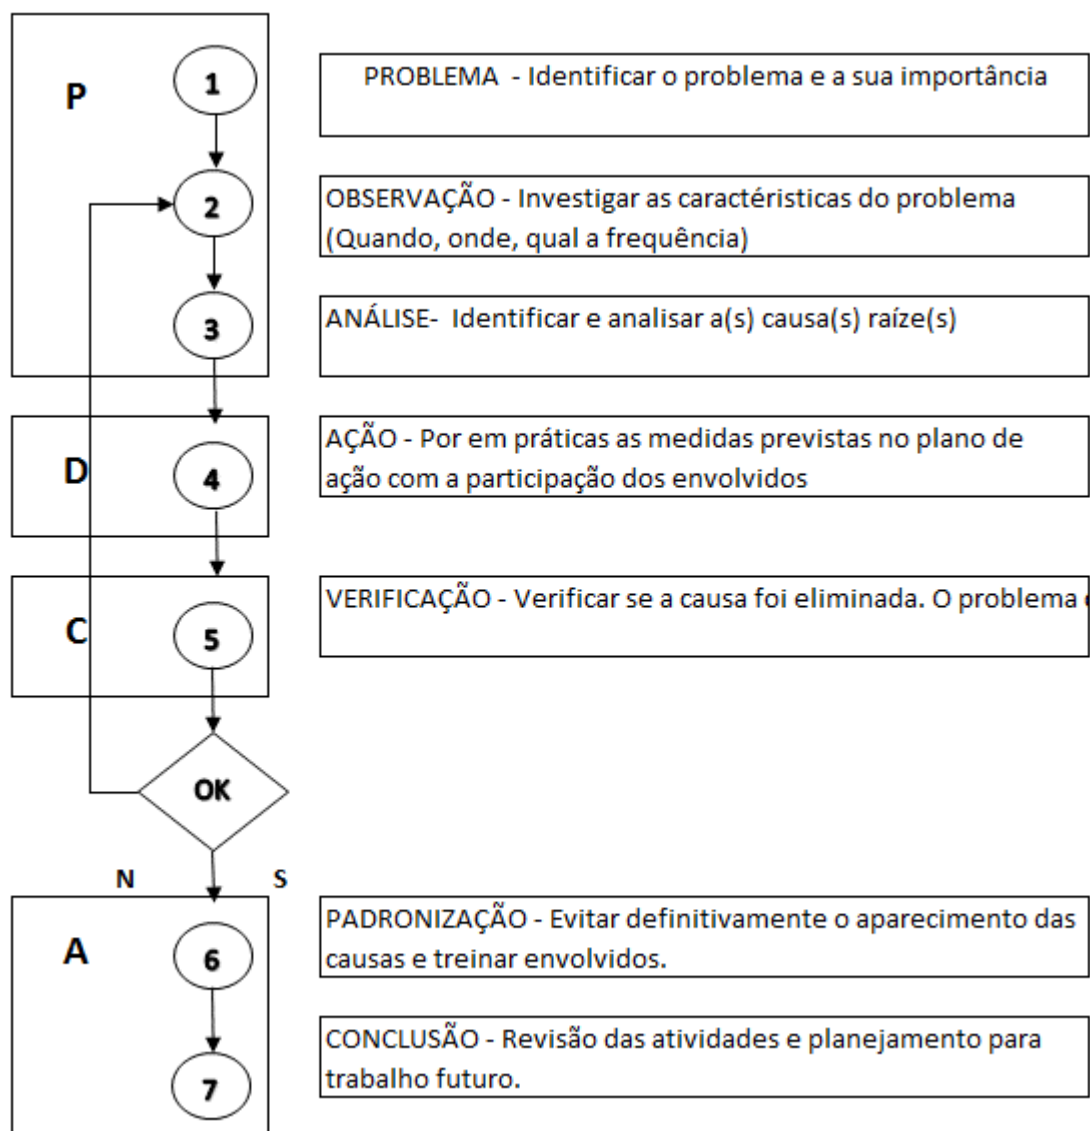 P
1
PROBLEMA - Identificar o problema e a sua importância
2
OBSERVAÇÃO - Investigar as caractéristicas do problema
(Quando, onde, qual a frequência)
3
ANÁLISE- Identificar e analisar a(s) causa(s) raíze(s)
D
4
AÇÃO - Por em práticas as medidas previstas no plano de
ação com a participação dos envolvidos
C
5
VERIFICAÇÃO - Verificar se a causa foi eliminada. O problema
OK
N
S
A
6
PADRONIZAÇÃO - Evitar definitivamente o aparecimento das
causas e treinar envolvidos.
7
CONCLUSÃO - Revisão das atividades e planejamento para
trabalho futuro.